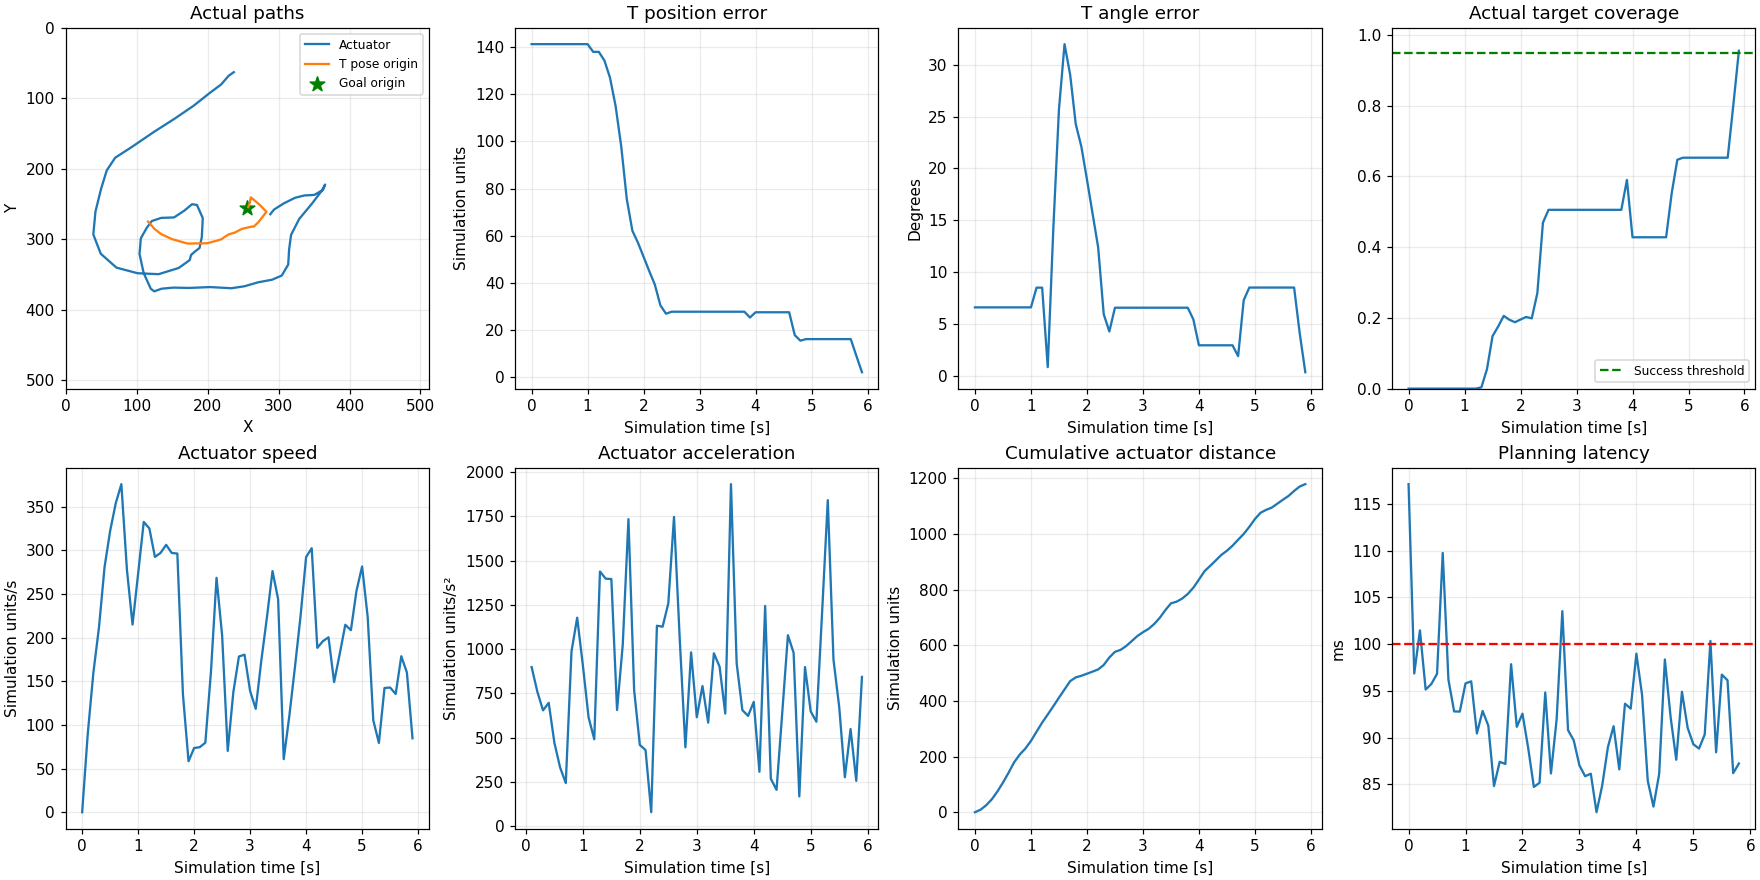 Actual paths
Y
0
100
200
300
400
500
Actuator
T pose origin
Goal origin
0 100 200 300 400 500
X
T position error
Simulation units
140
120
100
80
60
40
20
0
0 1 2 3 4 5 6
Simulation time [s]
T angle error
Degrees
30
25
20
15
10
5
0
0 1 2 3 4 5 6
Simulation time [s]
Actual target coverage
1.0
0.8
0.6
0.4
0.2
0.0
Success threshold
0 1 2 3 4 5 6
Simulation time [s]
Actuator speed
Simulation units/s
350
300
250
200
150
100
50
0
0 1 2 3 4 5 6
Simulation time [s]
Actuator acceleration
Simulation units/s²
2000
1750
1500
1250
1000
750
500
250
0
0 1 2 3 4 5 6
Simulation time [s]
Cumulative actuator distance
Simulation units
1200
1000
800
600
400
200
0
0 1 2 3 4 5 6
Simulation time [s]
Planning latency
ms
115
110
105
100
95
90
85
0 1 2 3 4 5 6
Simulation time [s]